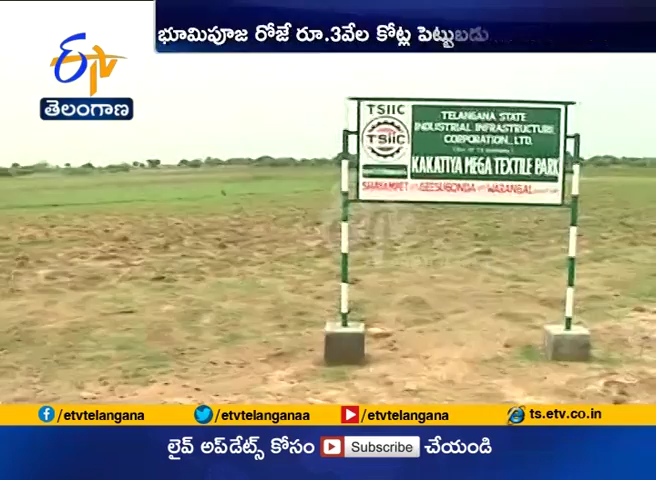 భూమిపూజ రోజే రూ.3వేల కోట్ల పెట్టుబడు
etv
తెలంగాణ
TSIIC
TSIIC
TELANGANA STATE
INDUSTRIAL INFRASTRUCTURE
CORPORATION.,LTD.
KAKATIYA MEGA TEXTILE PARK
GEESUGONDA WARANGAL
/etvtelangana /etvtelanganaa /etvtelangana ts.etv.co.in
లైవ్ అప్‌డేట్స్ కోసం Subscribe చేయండి